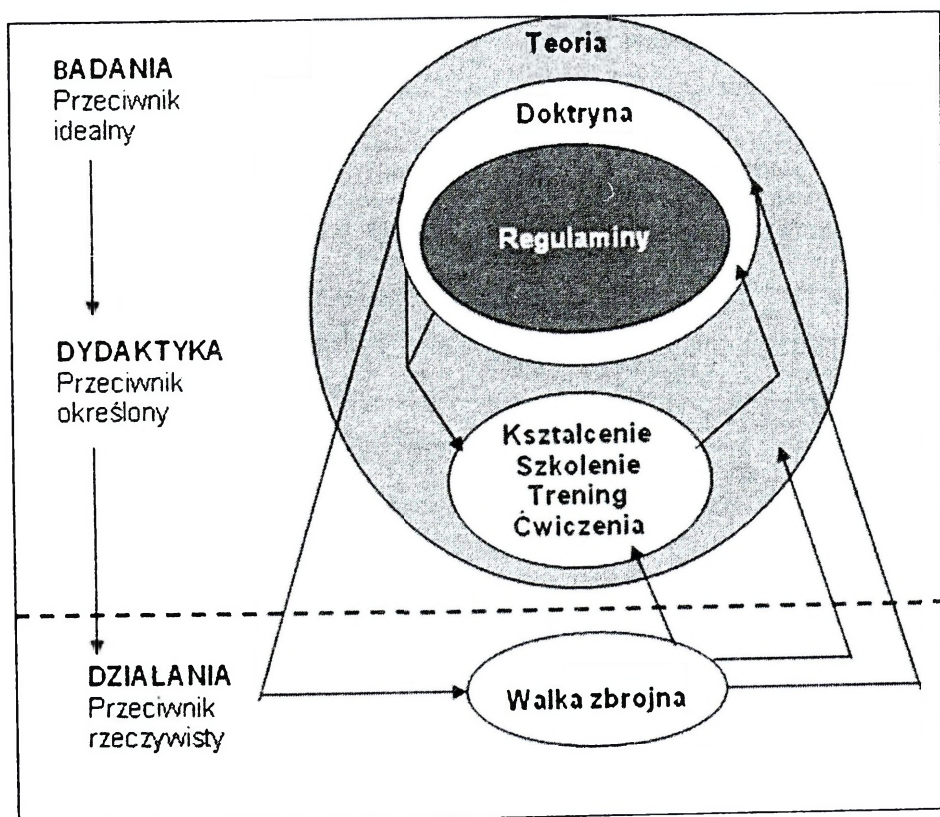 BADANIA
Przeciwnik
idealny
DYDAKTYKA
Przeciwnik
określony
DZIAŁANIA
Przeciwnik
rzeczywisty
Teoria
Doktryna
Regulaminy
Kształcenie
Szkolenie
Trening
Ćwiczenia
Walka zbrojna